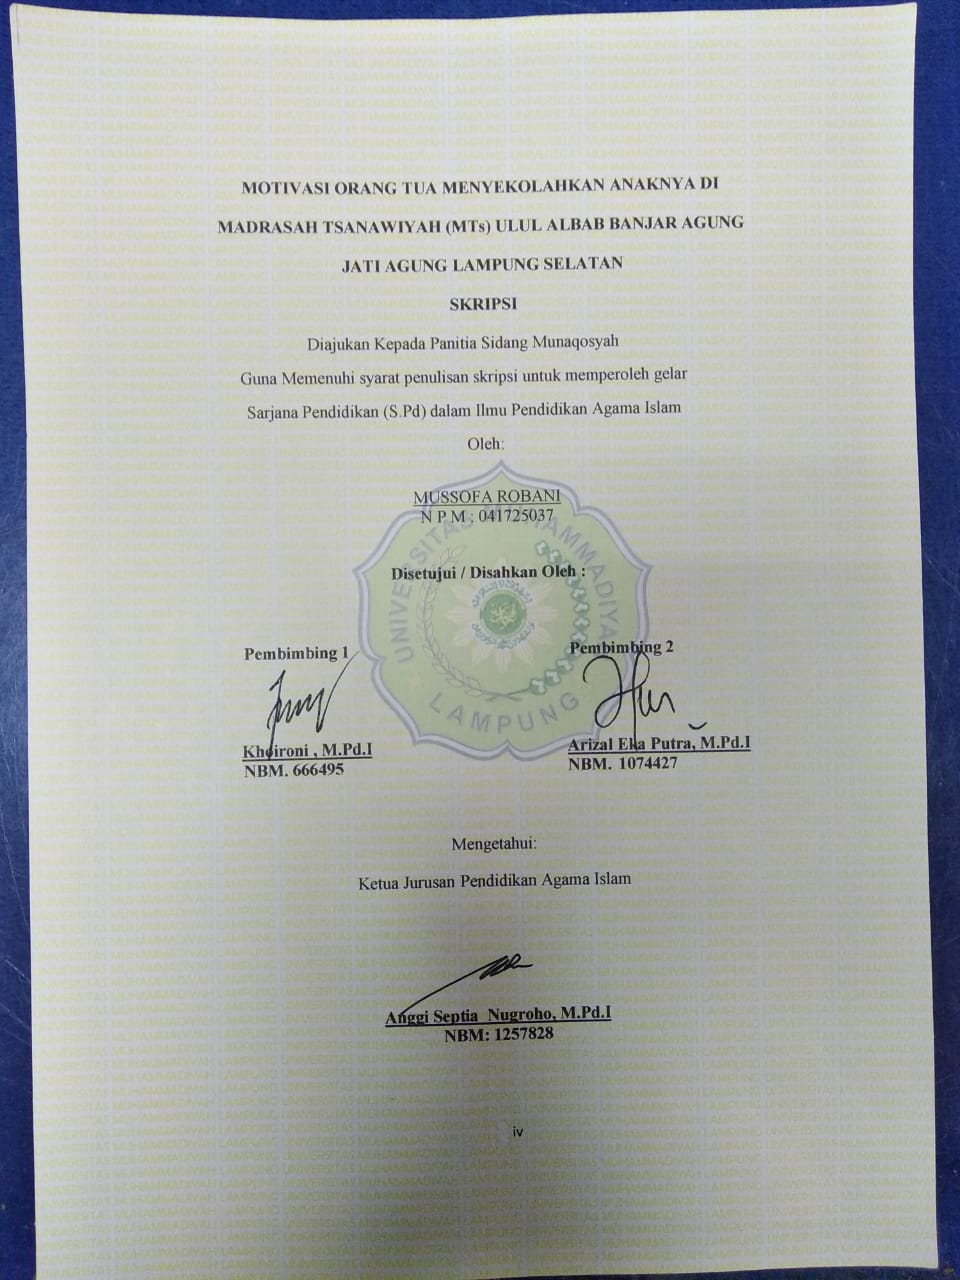 MOTIVASI ORANG TUA MENYEKOLAHKAN ANAKNYA DI
MADRASAH TSANAWIYAH (MTs) ULUL ALBAB BANJAR AGUNG
JATI AGUNG LAMPUNG SELATAN
SKRIPSI
Diajukan Kepada Panitia Sidang Munaqosyah
Guna Memenuhi syarat penulisan skripsi untuk memperoleh gelar
Sarjana Pendidikan (S.Pd) dalam Ilmu Pendidikan Agama Islam
Oleh:
MUSSOFA ROBANI
N P M ; 041725037
UNIVERSITAS MUHAMMADIYAH
LAMPUNG
Disetujui / Disahkan Oleh :
Pembimbing 1
Pembimbing 2
Khoironi , M.Pd.I
NBM. 666495
Arizal Eka Putra, M.Pd.I
NBM. 1074427
Mengetahui:
Ketua Jurusan Pendidikan Agama Islam
Anggi Septia Nugroho, M.Pd.I
NBM: 1257828
iv